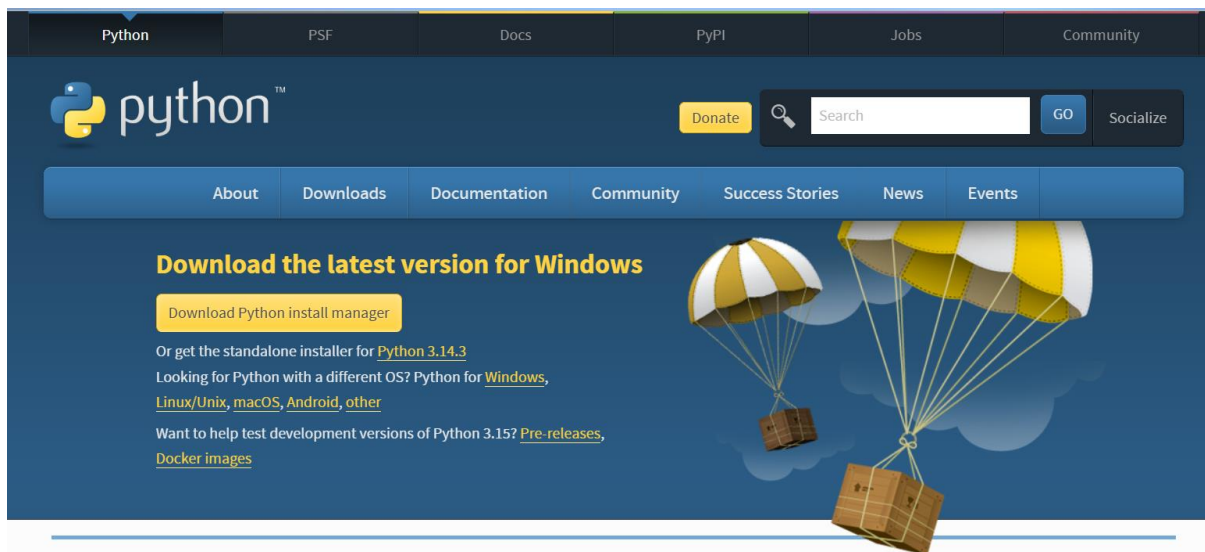 Python PSF Docs PyPI Jobs Community
python™
Donate Search GO Socialize
About Downloads Documentation Community Success Stories News Events
Download the latest version for Windows
Download Python install manager
Or get the standalone installer for Python 3.14.3
Looking for Python with a different OS? Python for Windows,
Linux/Unix, macOS, Android, other
Want to help test development versions of Python 3.15? Pre-releases,
Docker images